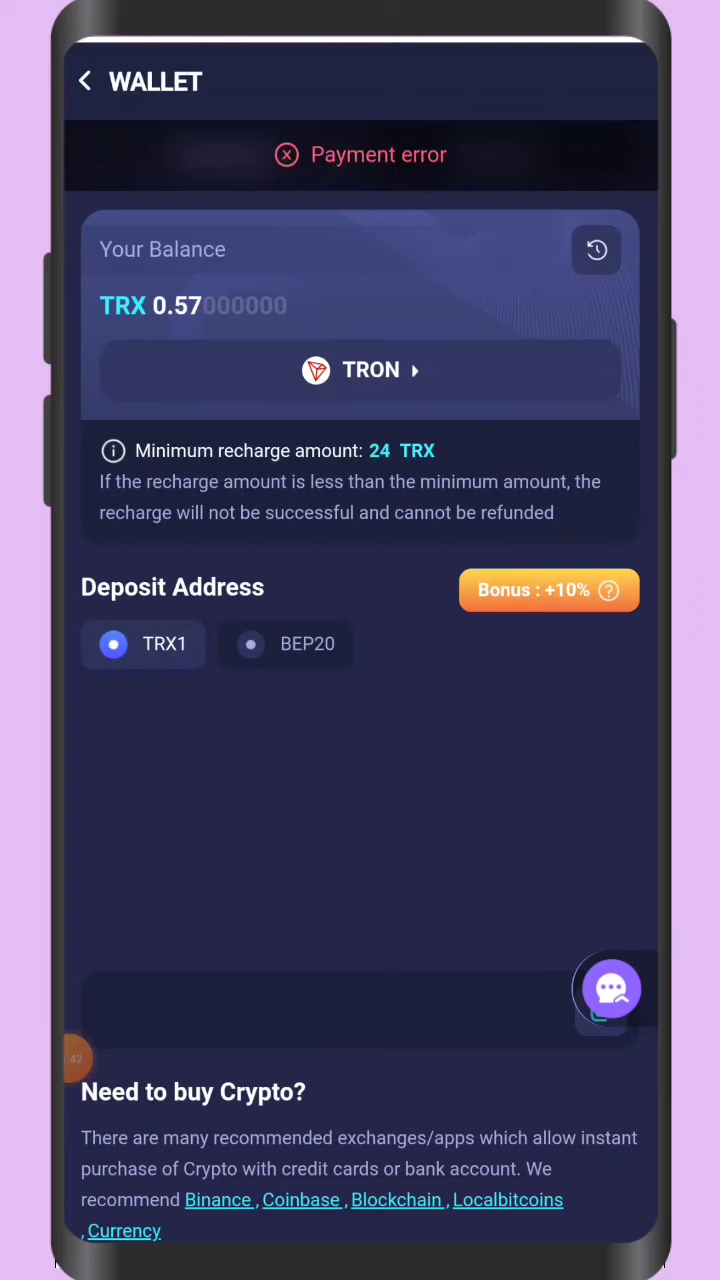 WALLET
Payment error
Your Balance
TRX 0.57000000
TRON
Minimum recharge amount: 24 TRX
If the recharge amount is less than the minimum amount, the
recharge will not be successful and cannot be refunded
Deposit Address
Bonus : +10%
TRX1 BEP20
:42
Need to buy Crypto?
There are many recommended exchanges/apps which allow instant
purchase of Crypto with credit cards or bank account. We
recommend Binance , Coinbase , Blockchain , Localbitcoins
, Currency